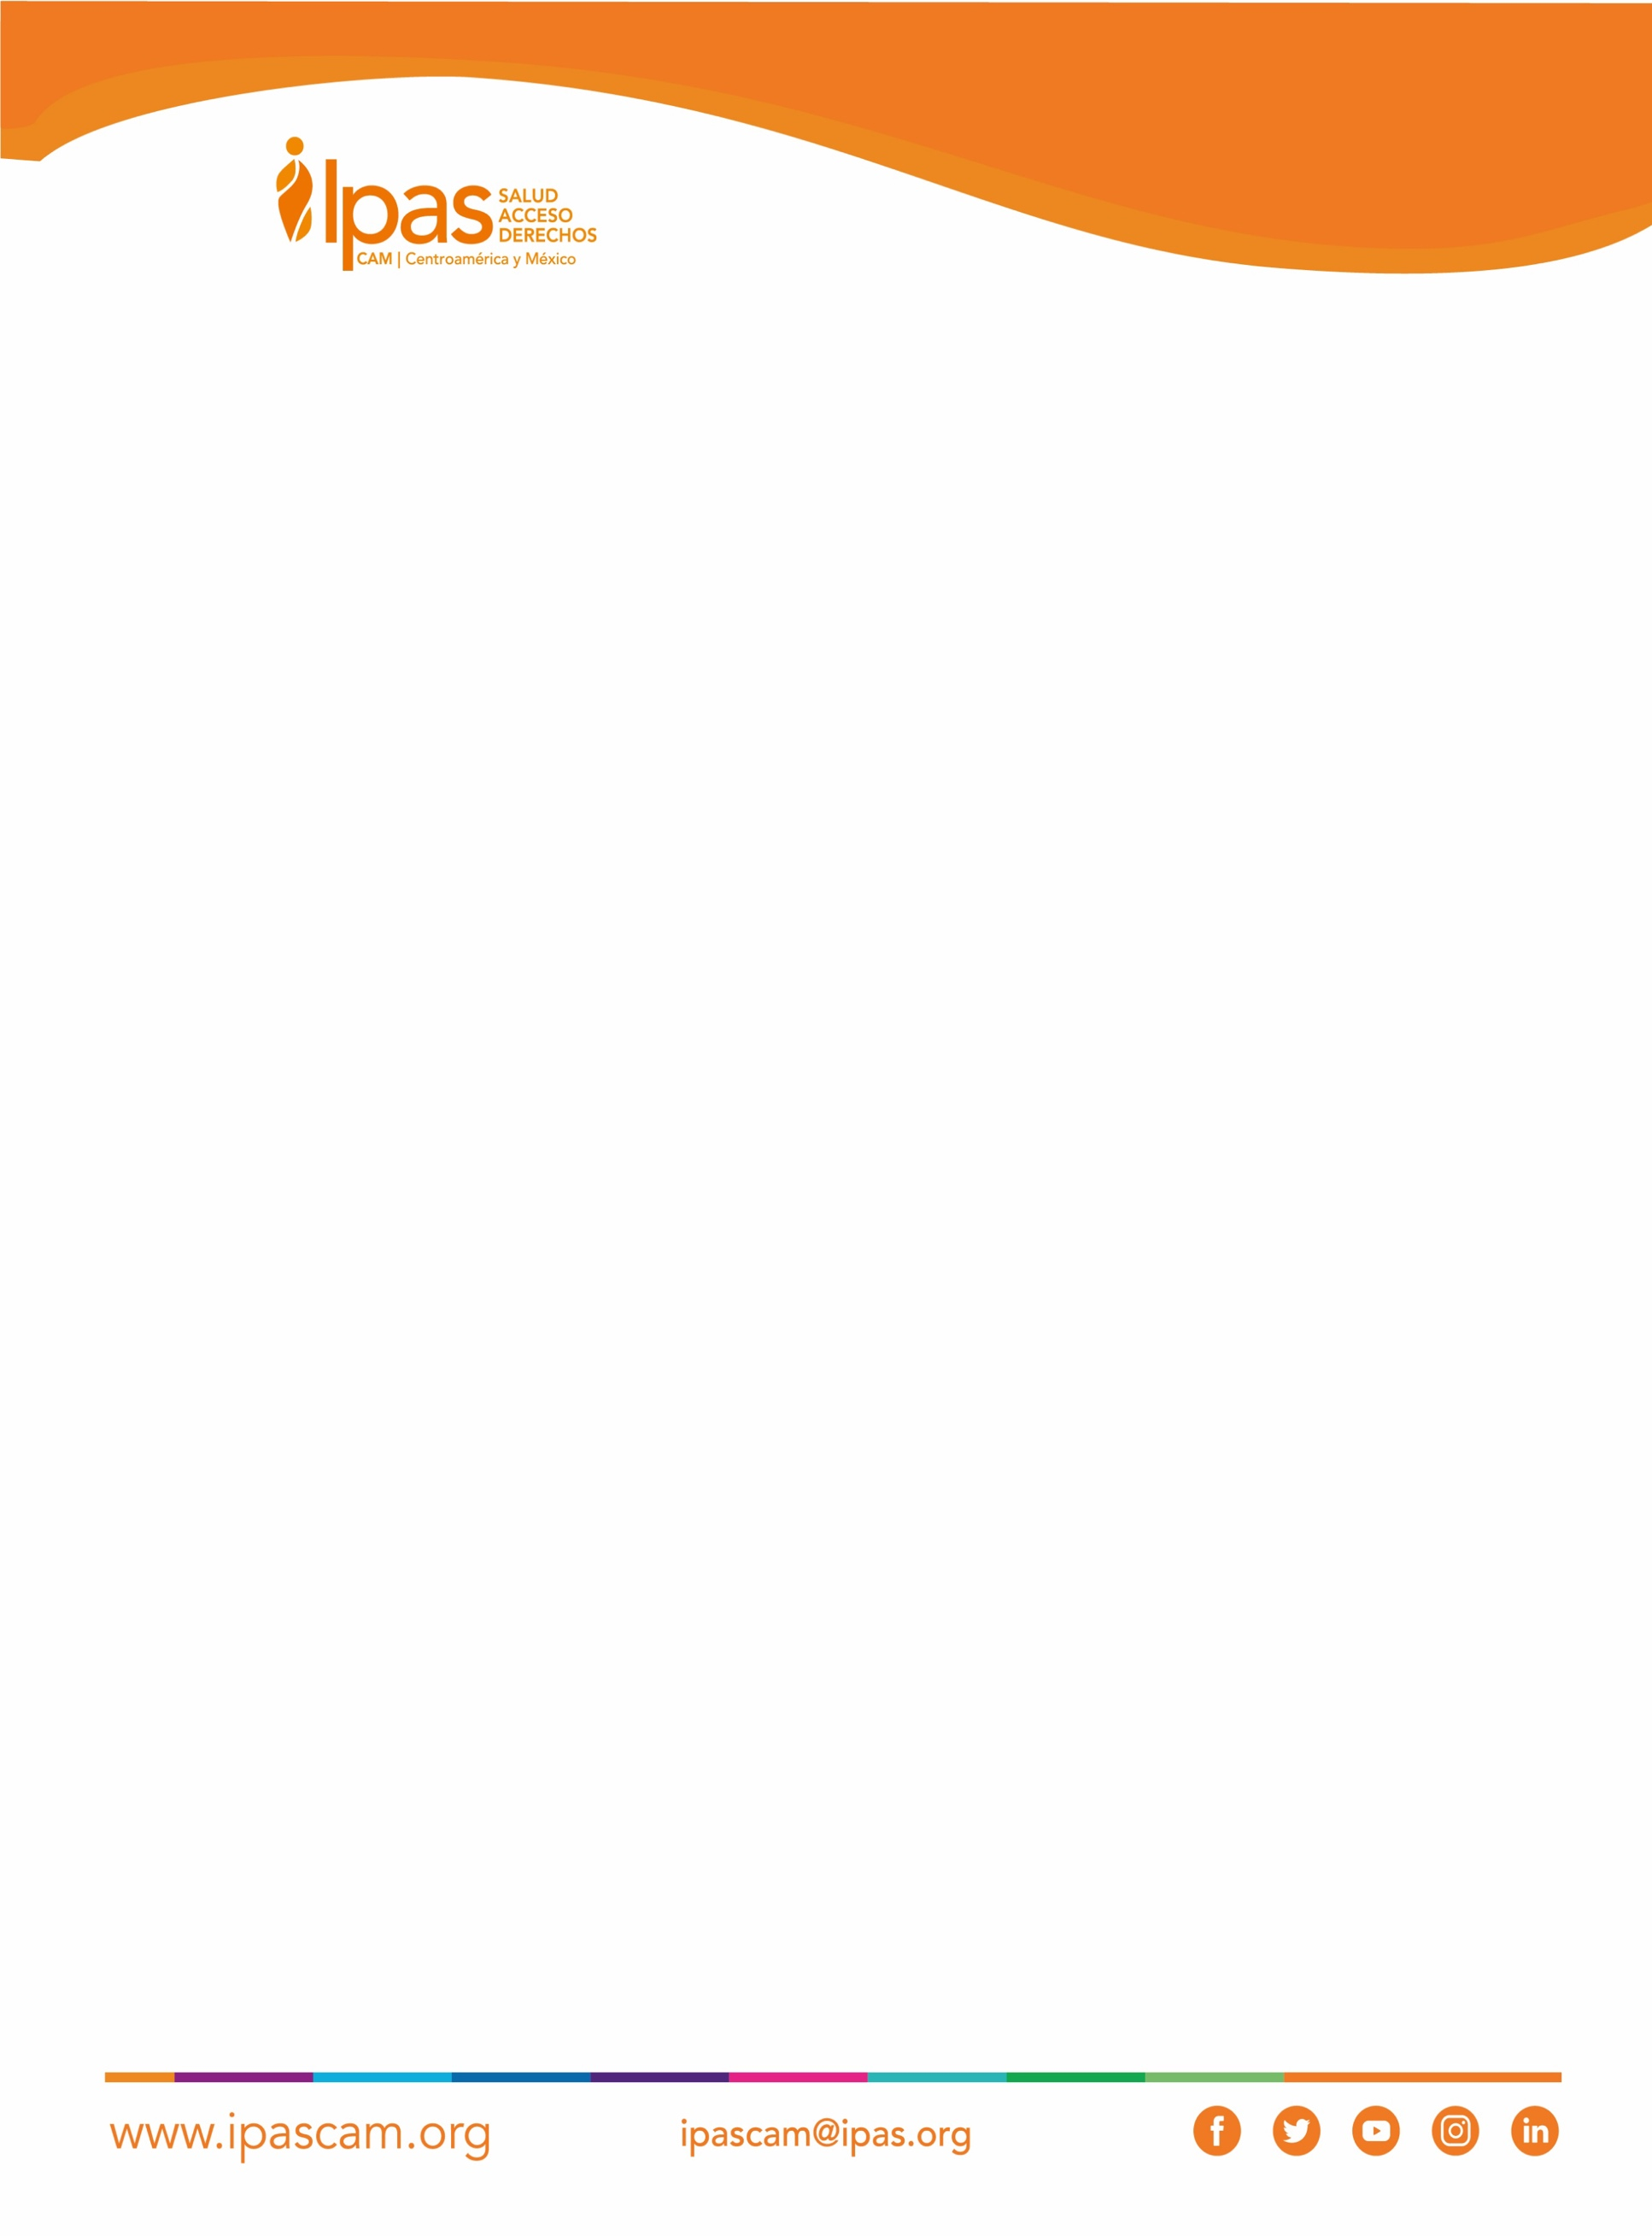 Ipas
SALUD
ACCESO
DERECHOS
CAM | Centroamérica y México
www.ipascam.org
ipascam@ipas.org